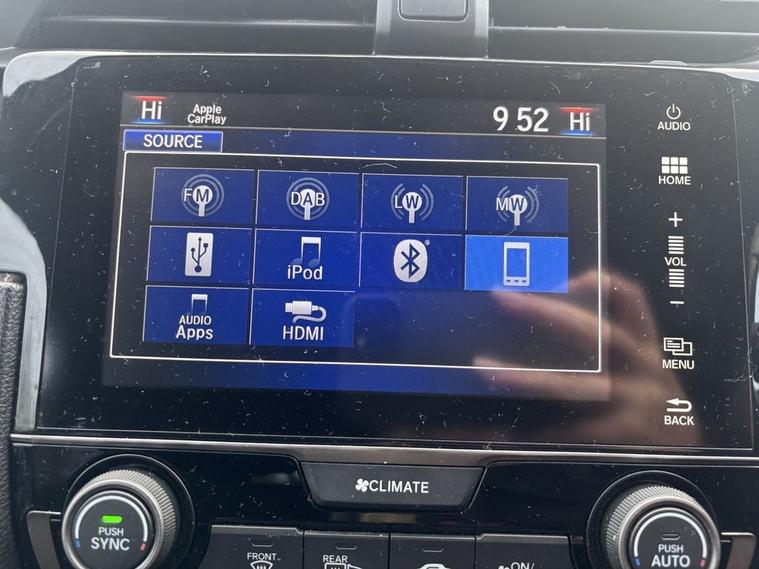 Hi Apple CarPlay 9 52 Hi
SOURCE
FM DAB LW MW
iPod
AUDIO Apps HDMI
AUDIO
HOME
+
VOL
−
MENU
BACK
CLIMATE
PUSH SYNC
FRONT
REAR
ON/
PUSH AUTO